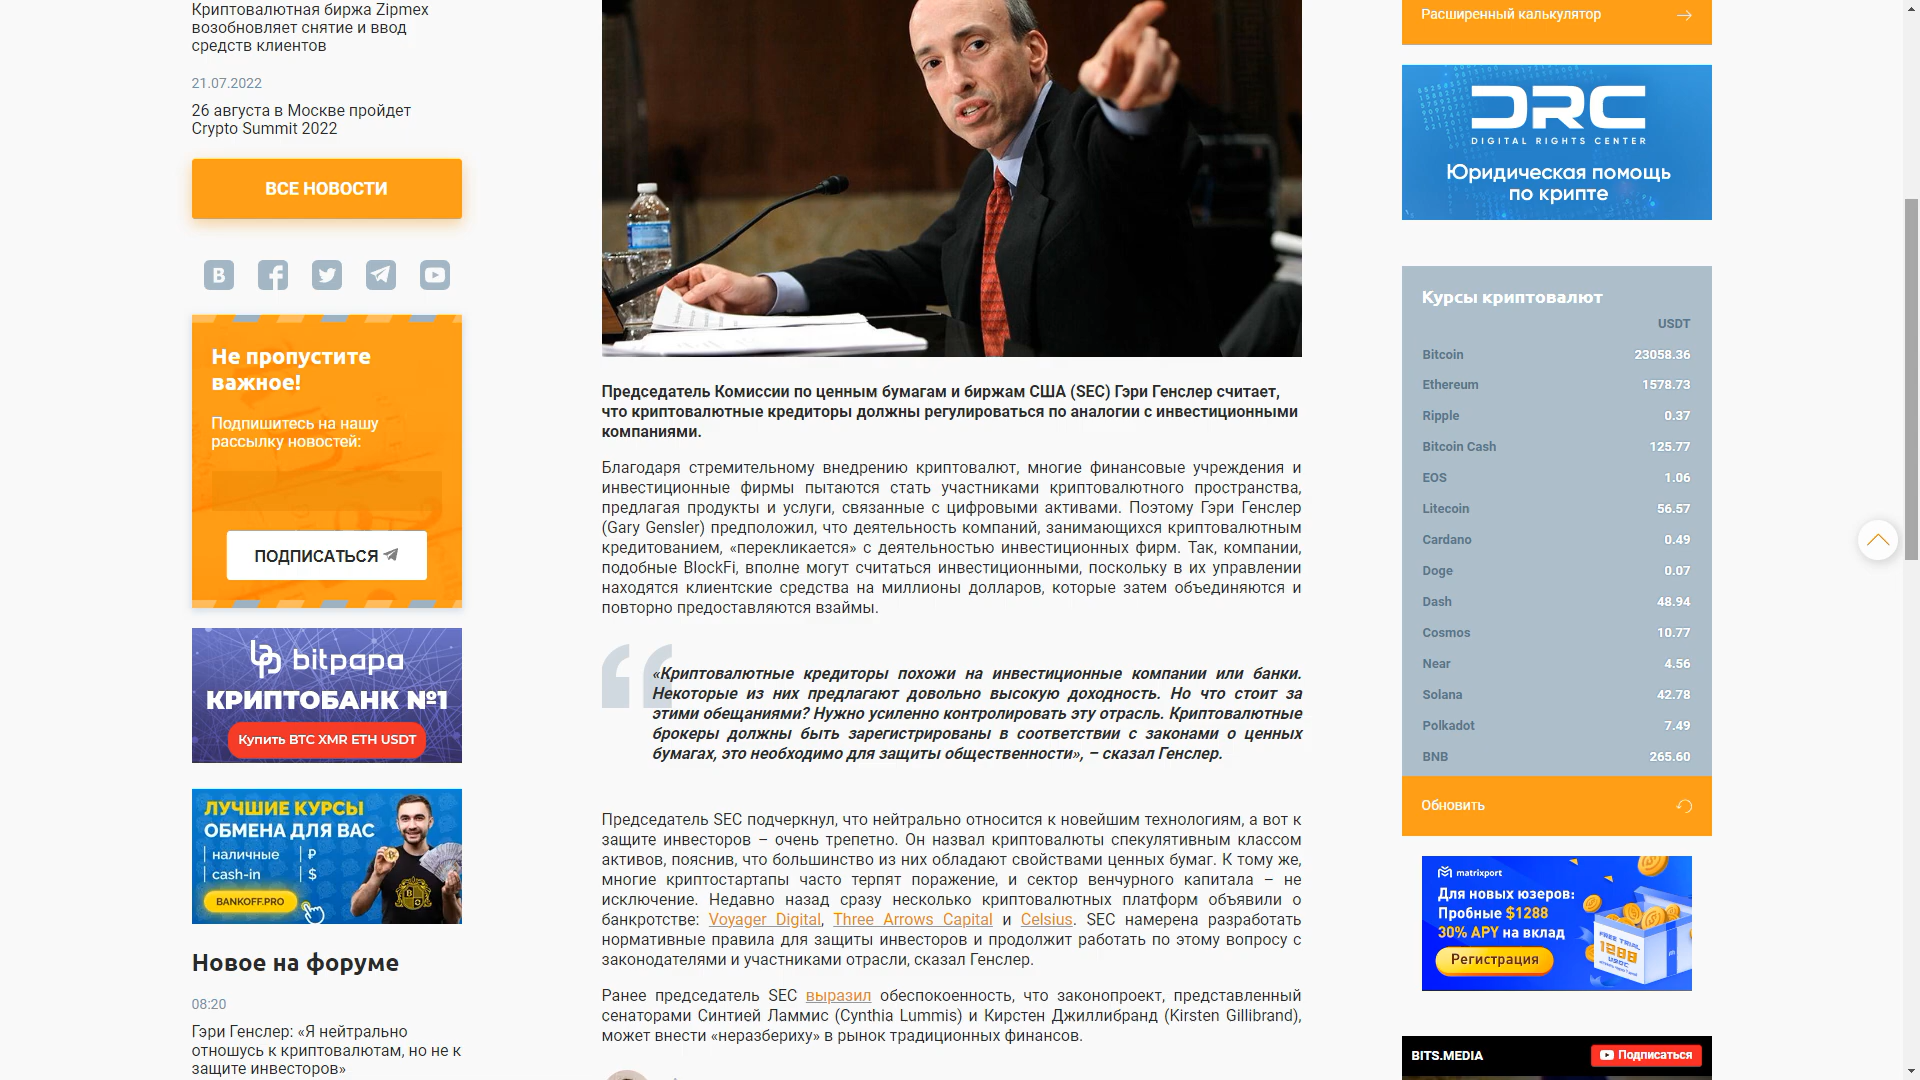 Криптовалютная биржа Zipmex
возобновляет снятие и ввод
средств клиентов
21.07.2022
26 августа в Москве пройдет
Crypto Summit 2022
ВСЕ НОВОСТИ
Не пропустите
важное!
Подпишитесь на нашу
рассылку новостей:
ПОДПИСАТЬСЯ
bitpapa
КРИПТОБАНК №1
Купить BTC XMR ETH USDT
ЛУЧШИЕ КУРСЫ
ОБМЕНА ДЛЯ ВАС
наличные ₽
cash-in $
BANKOFF.PRO
Новое на форуме
08:20
Гэри Генслер: «Я нейтрально
отношусь к криптовалютам, но не к
защите инвесторов»
Председатель Комиссии по ценным бумагам и биржам США (SEC) Гэри Генслер считает,
что криптовалютные кредиторы должны регулироваться по аналогии с инвестиционными
компаниями.
Благодаря стремительному внедрению криптовалют, многие финансовые учреждения и
инвестиционные фирмы пытаются стать участниками криптовалютного пространства,
предлагая продукты и услуги, связанные с цифровыми активами. Поэтому Гэри Генслер
(Gary Gensler) предположил, что деятельность компаний, занимающихся криптовалютным
кредитованием, «перекликается» с деятельностью инвестиционных фирм. Так, компании,
подобные BlockFi, вполне могут считаться инвестиционными, поскольку в их управлении
находятся клиентские средства на миллионы долларов, которые затем объединяются и
повторно предоставляются взаймы.
«Криптовалютные кредиторы похожи на инвестиционные компании или банки.
Некоторые из них предлагают довольно высокую доходность. Но что стоит за
этими обещаниями? Нужно усиленно контролировать эту отрасль. Криптовалютные
брокеры должны быть зарегистрированы в соответствии с законами о ценных
бумагах, это необходимо для защиты общественности», – сказал Генслер.
Председатель SEC подчеркнул, что нейтрально относится к новейшим технологиям, а вот к
защите инвесторов – очень трепетно. Он назвал криптовалюты спекулятивным классом
активов, пояснив, что большинство из них обладают свойствами ценных бумаг. К тому же,
многие криптостартапы часто терпят поражение, и сектор венчурного капитала – не
исключение. Недавно назад сразу несколько криптовалютных платформ объявили о
банкротстве: Voyager Digital, Three Arrows Capital и Celsius. SEC намерена разработать
нормативные правила для защиты инвесторов и продолжит работать по этому вопросу с
законодателями и участниками отрасли, сказал Генслер.
Ранее председатель SEC выразил обеспокоенность, что законопроект, представленный
сенаторами Синтией Ламмис (Cynthia Lummis) и Кирстен Джиллибранд (Kirsten Gillibrand),
может внести «неразбериху» в рынок традиционных финансов.
Расширенный калькулятор
DRC
DIGITAL RIGHTS CENTER
Юридическая помощь
по крипте
Курсы криптовалют
USDT
Bitcoin 23058.36
Ethereum 1578.73
Ripple 0.37
Bitcoin Cash 125.77
EOS 1.06
Litecoin 56.57
Cardano 0.49
Doge 0.07
Dash 48.94
Cosmos 10.77
Near 4.56
Solana 42.78
Polkadot 7.49
BNB 265.60
Обновить
matrixport
Для новых юзеров:
Пробные $1288
30% APY на вклад
Регистрация
FREE TRIAL
1288
USDC
BITS.MEDIA Подписаться